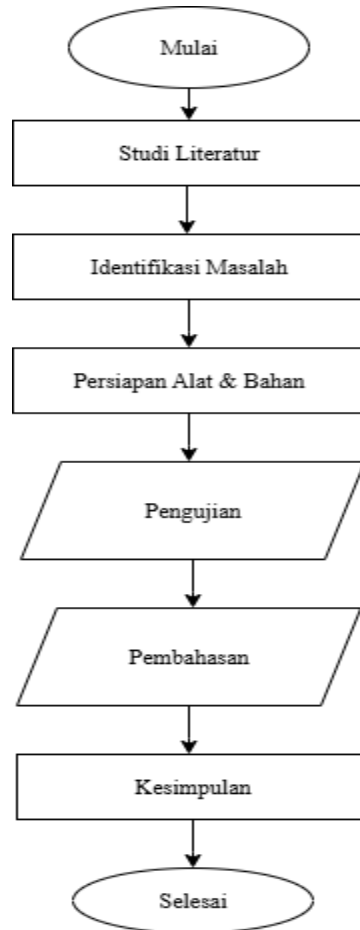 Mulai
Studi Literatur
Identifikasi Masalah
Persiapan Alat & Bahan
Pengujian
Pembahasan
Kesimpulan
Selesai